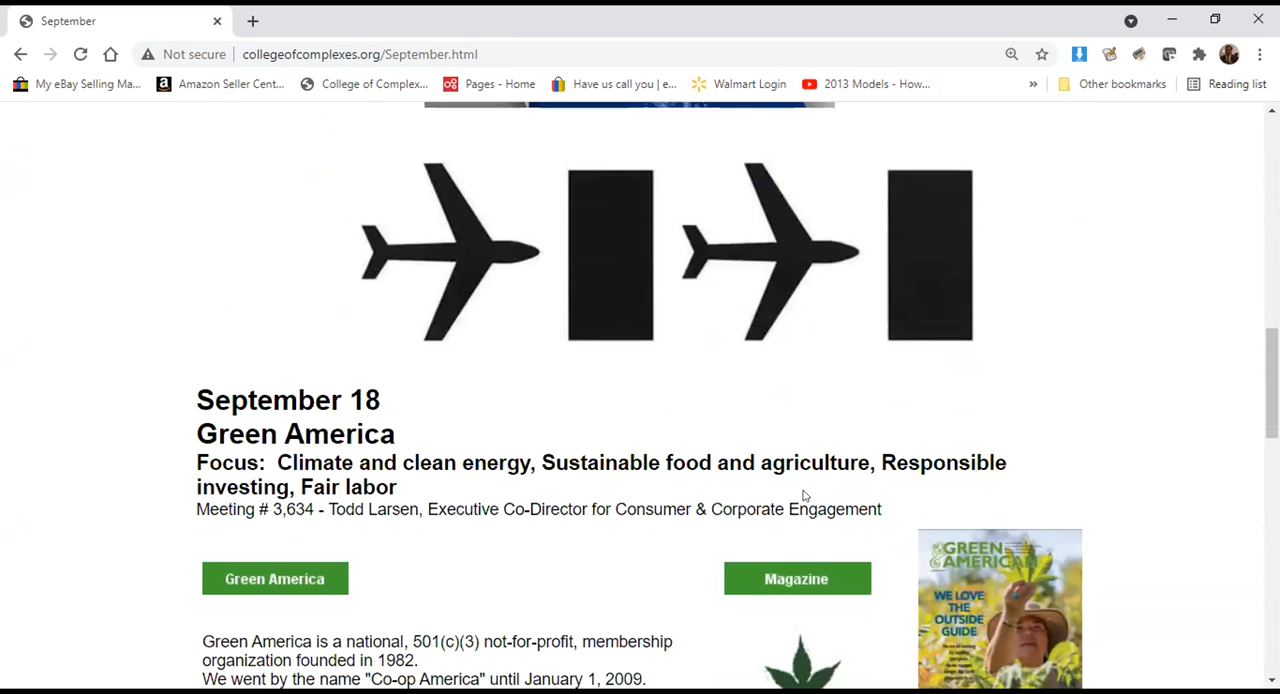 September
Not secure
collegeofcomplexes.org/September.html
My eBay Selling Ma...
Amazon Seller Cent...
College of Complex...
Pages - Home
Have us call you | e...
Walmart Login
2013 Models - How...
»
Other bookmarks
Reading list
September 18
Green America
Focus:  Climate and clean energy, Sustainable food and agriculture, Responsible
investing, Fair labor
Meeting # 3,634 - Todd Larsen, Executive Co-Director for Consumer & Corporate Engagement
Green America
Magazine
GREEN
AMERICAN
WE LOVE
THE
OUTSIDE
GUIDE
Green America is a national, 501(c)(3) not-for-profit, membership
organization founded in 1982.
We went by the name "Co-op America" until January 1, 2009.